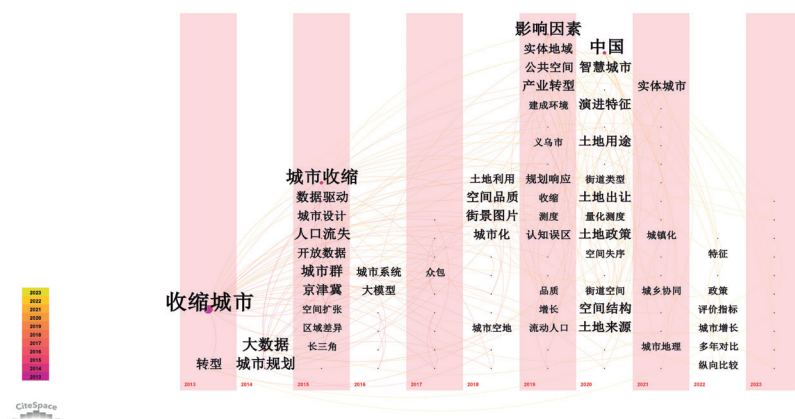 收缩城市
转型
2013
大数据
城市规划
2014
城市收缩
数据驱动
城市设计
人口流失
开放数据
城市群
京津冀
空间扩张
区域差异
长三角
2015
城市系统
大模型
2016
众包
2017
土地利用
空间品质
街景图片
城市化
城市空地
2018
影响因素
实体地域
公共空间
产业转型
建成环境
义乌市
规划响应
收缩
测度
认知误区
品质
增长
流动人口
2019
中国
智慧城市
演进特征
土地用途
街道类型
土地出让
量化测度
土地政策
空间失序
街道空间
空间结构
土地来源
2020
实体城市
城镇化
城乡协同
城市地理
2021
特征
政策
评价指标
城市增长
多年对比
纵向比较
2022
2023
2023
2022
2021
2020
2019
2018
2017
2016
2015
2014
2013
CiteSpace